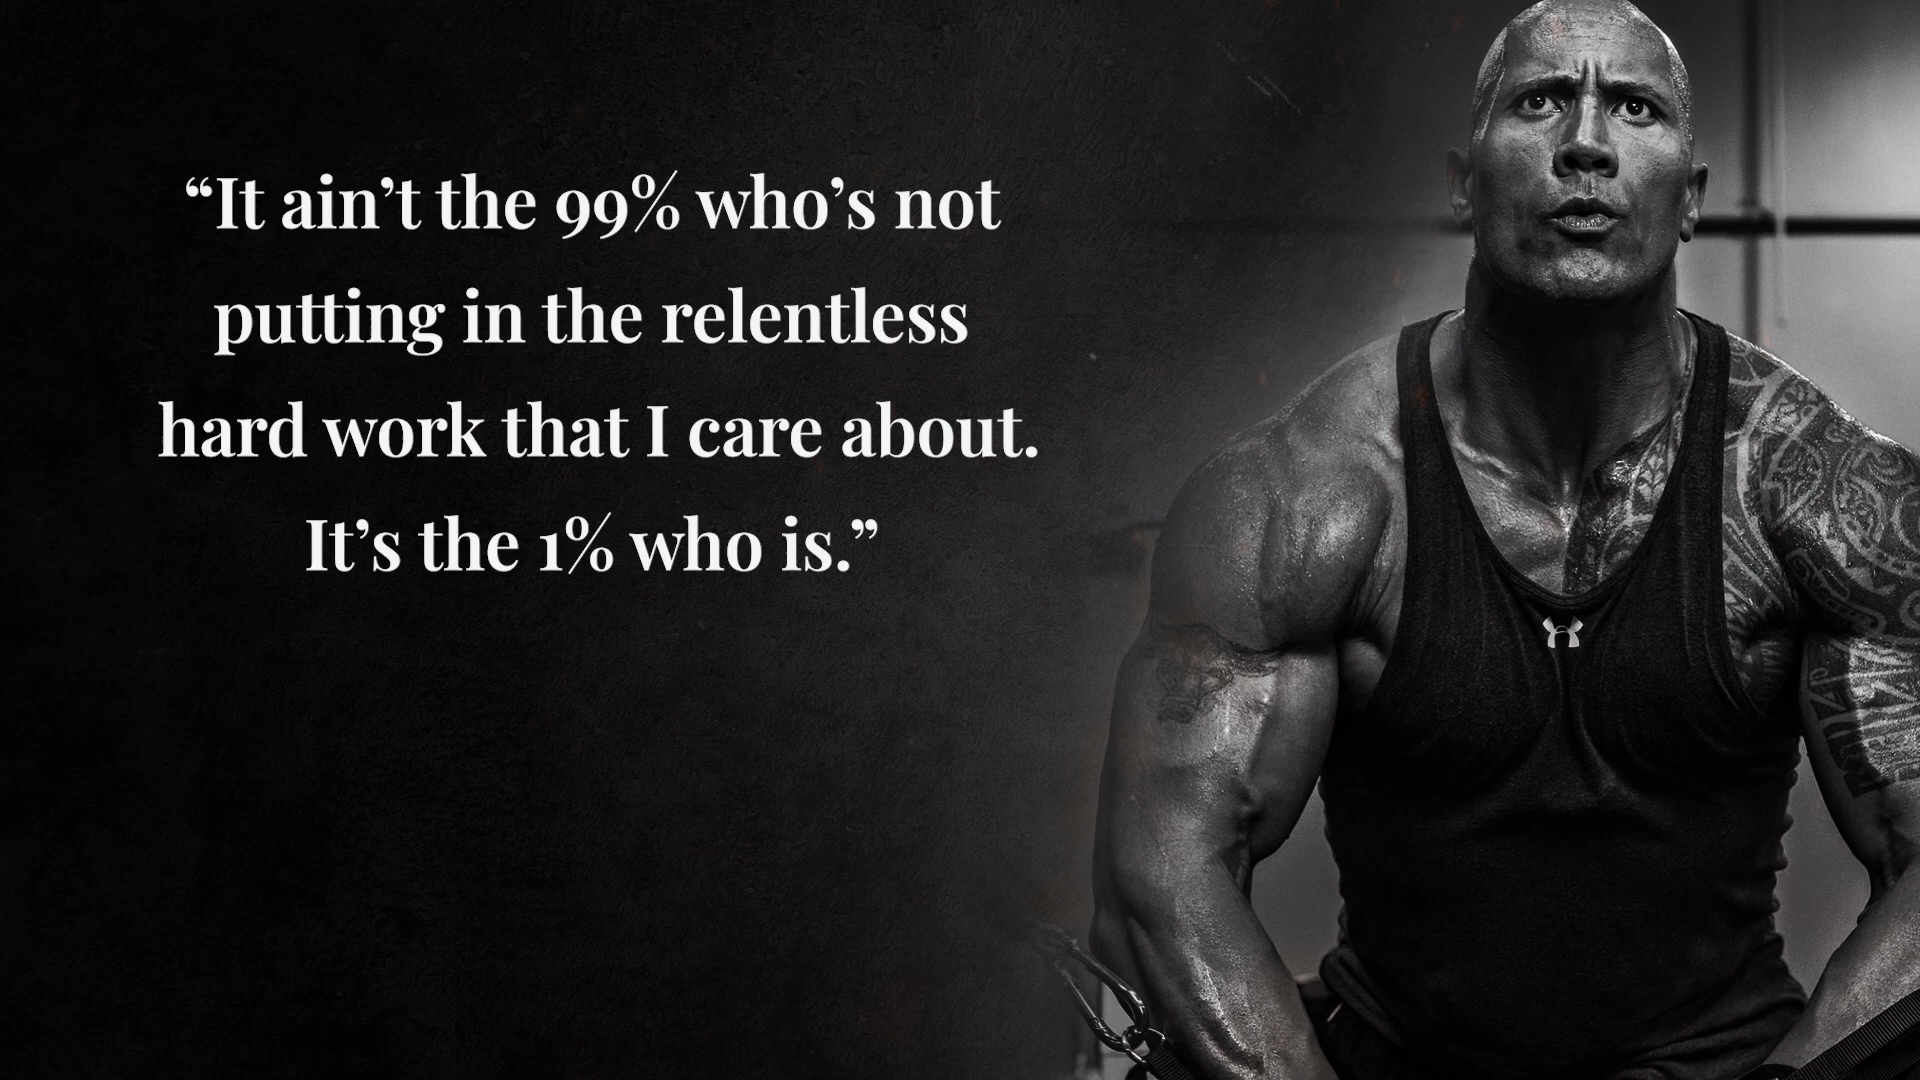 “It ain’t the 99% who’s not
putting in the relentless
hard work that I care about.
It’s the 1% who is.”